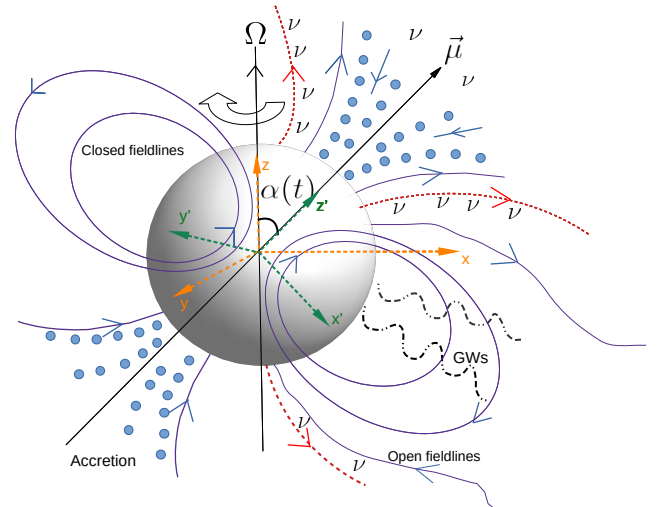 Ω
ν
ν
ν
ν
ν
ν
μ⃗
Closed fieldlines
z
α(t)
z'
y'
x
y
x'
ν
ν
ν
ν
GWs
ν
ν
Accretion
Open fieldlines